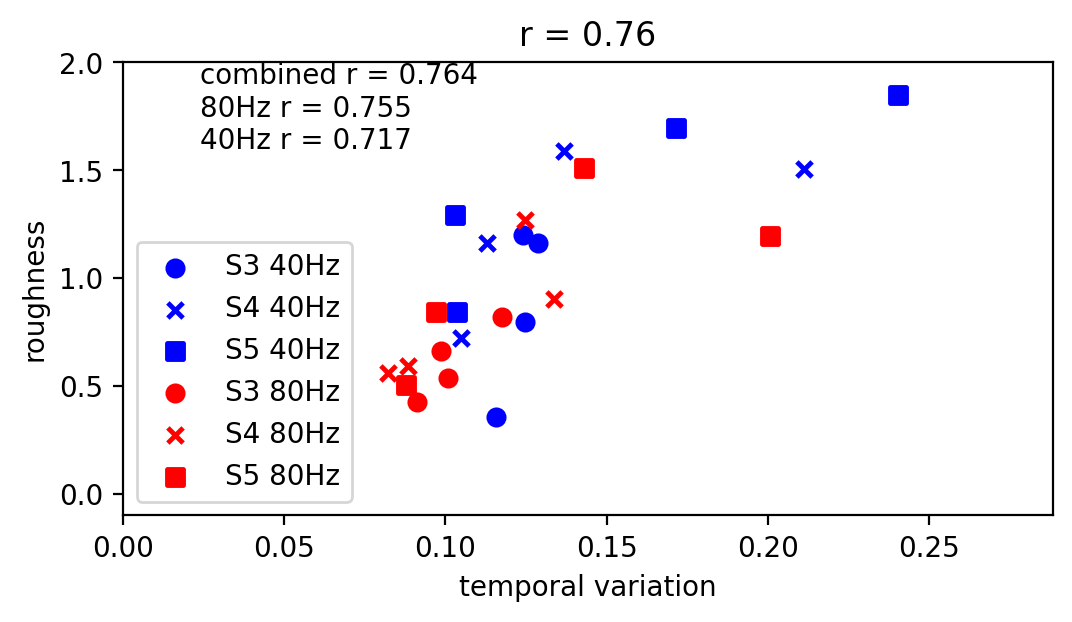 r = 0.76
combined r = 0.764
80Hz r = 0.755
40Hz r = 0.717
2.0
1.5
1.0
0.5
0.0
roughness
S3 40Hz
S4 40Hz
S5 40Hz
S3 80Hz
S4 80Hz
S5 80Hz
0.00 0.05 0.10 0.15 0.20 0.25
temporal variation